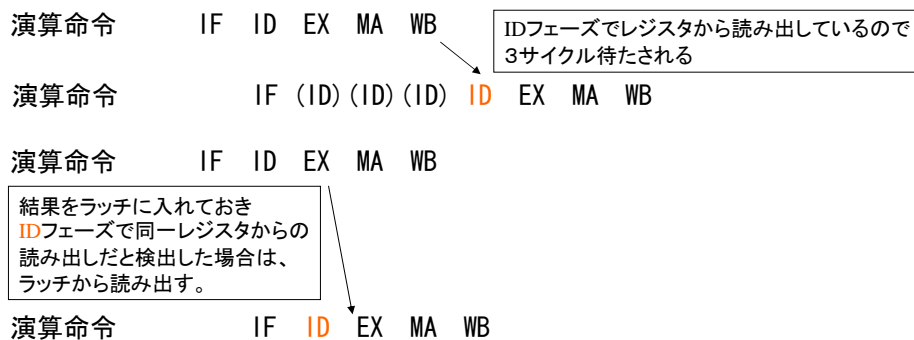 演算命令 IF ID EX MA WB
IDフェーズでレジスタから読み出しているので
３サイクル待たされる
演算命令 IF (ID)(ID)(ID) ID EX MA WB
演算命令 IF ID EX MA WB
結果をラッチに入れておき
IDフェーズで同一レジスタからの
読み出しだと検出した場合は、
ラッチから読み出す。
演算命令 IF ID EX MA WB